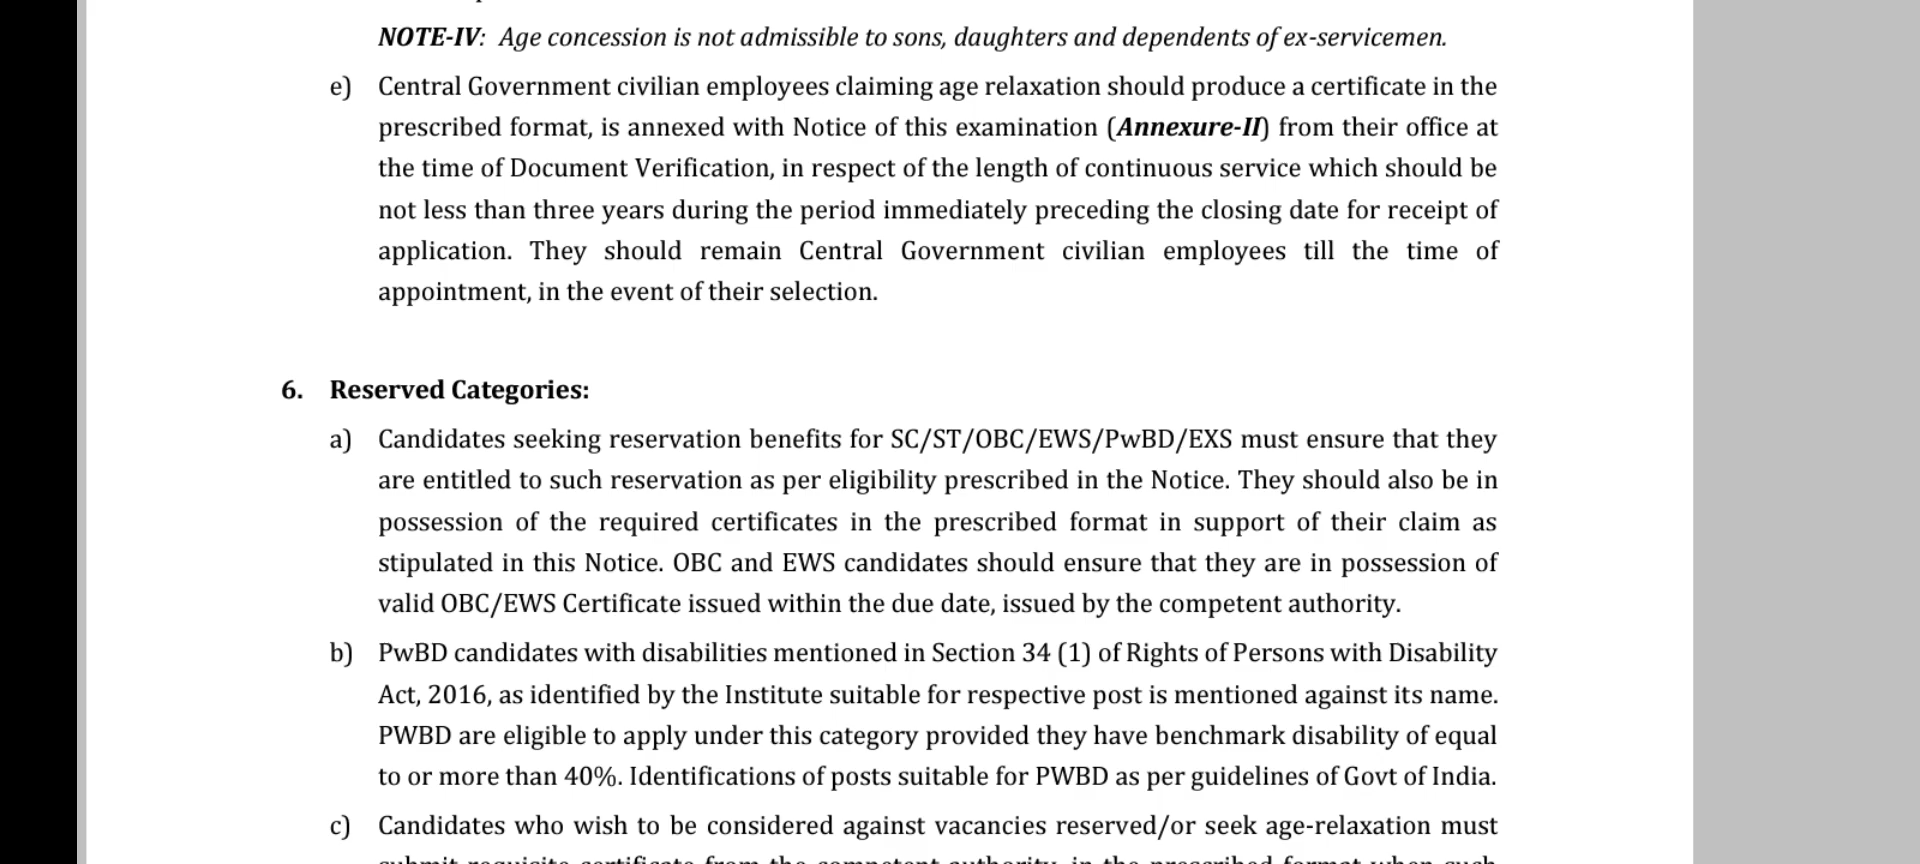 NOTE-IV: Age concession is not admissible to sons, daughters and dependents of ex-servicemen.
e) Central Government civilian employees claiming age relaxation should produce a certificate in the
prescribed format, is annexed with Notice of this examination (Annexure-II) from their office at
the time of Document Verification, in respect of the length of continuous service which should be
not less than three years during the period immediately preceding the closing date for receipt of
application. They should remain Central Government civilian employees till the time of
appointment, in the event of their selection.
6. Reserved Categories:
a) Candidates seeking reservation benefits for SC/ST/OBC/EWS/PwBD/EXS must ensure that they
are entitled to such reservation as per eligibility prescribed in the Notice. They should also be in
possession of the required certificates in the prescribed format in support of their claim as
stipulated in this Notice. OBC and EWS candidates should ensure that they are in possession of
valid OBC/EWS Certificate issued within the due date, issued by the competent authority.
b) PwBD candidates with disabilities mentioned in Section 34 (1) of Rights of Persons with Disability
Act, 2016, as identified by the Institute suitable for respective post is mentioned against its name.
PWBD are eligible to apply under this category provided they have benchmark disability of equal
to or more than 40%. Identifications of posts suitable for PWBD as per guidelines of Govt of India.
c) Candidates who wish to be considered against vacancies reserved/or seek age-relaxation must
submit requisite certificate from the competent authority, in the prescribed format when such